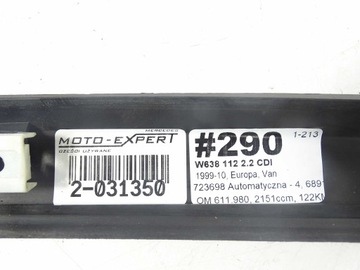 MERCEDES
MOTO-EXPERT
CZĘŚCI UŻYWANE
2-031350
#290
1-213
W638 112 2.2 CDI
1999-10, Europa, Van
723698 Automatyczna - 4, 689
OM 611.980, 2151ccm, 122KM